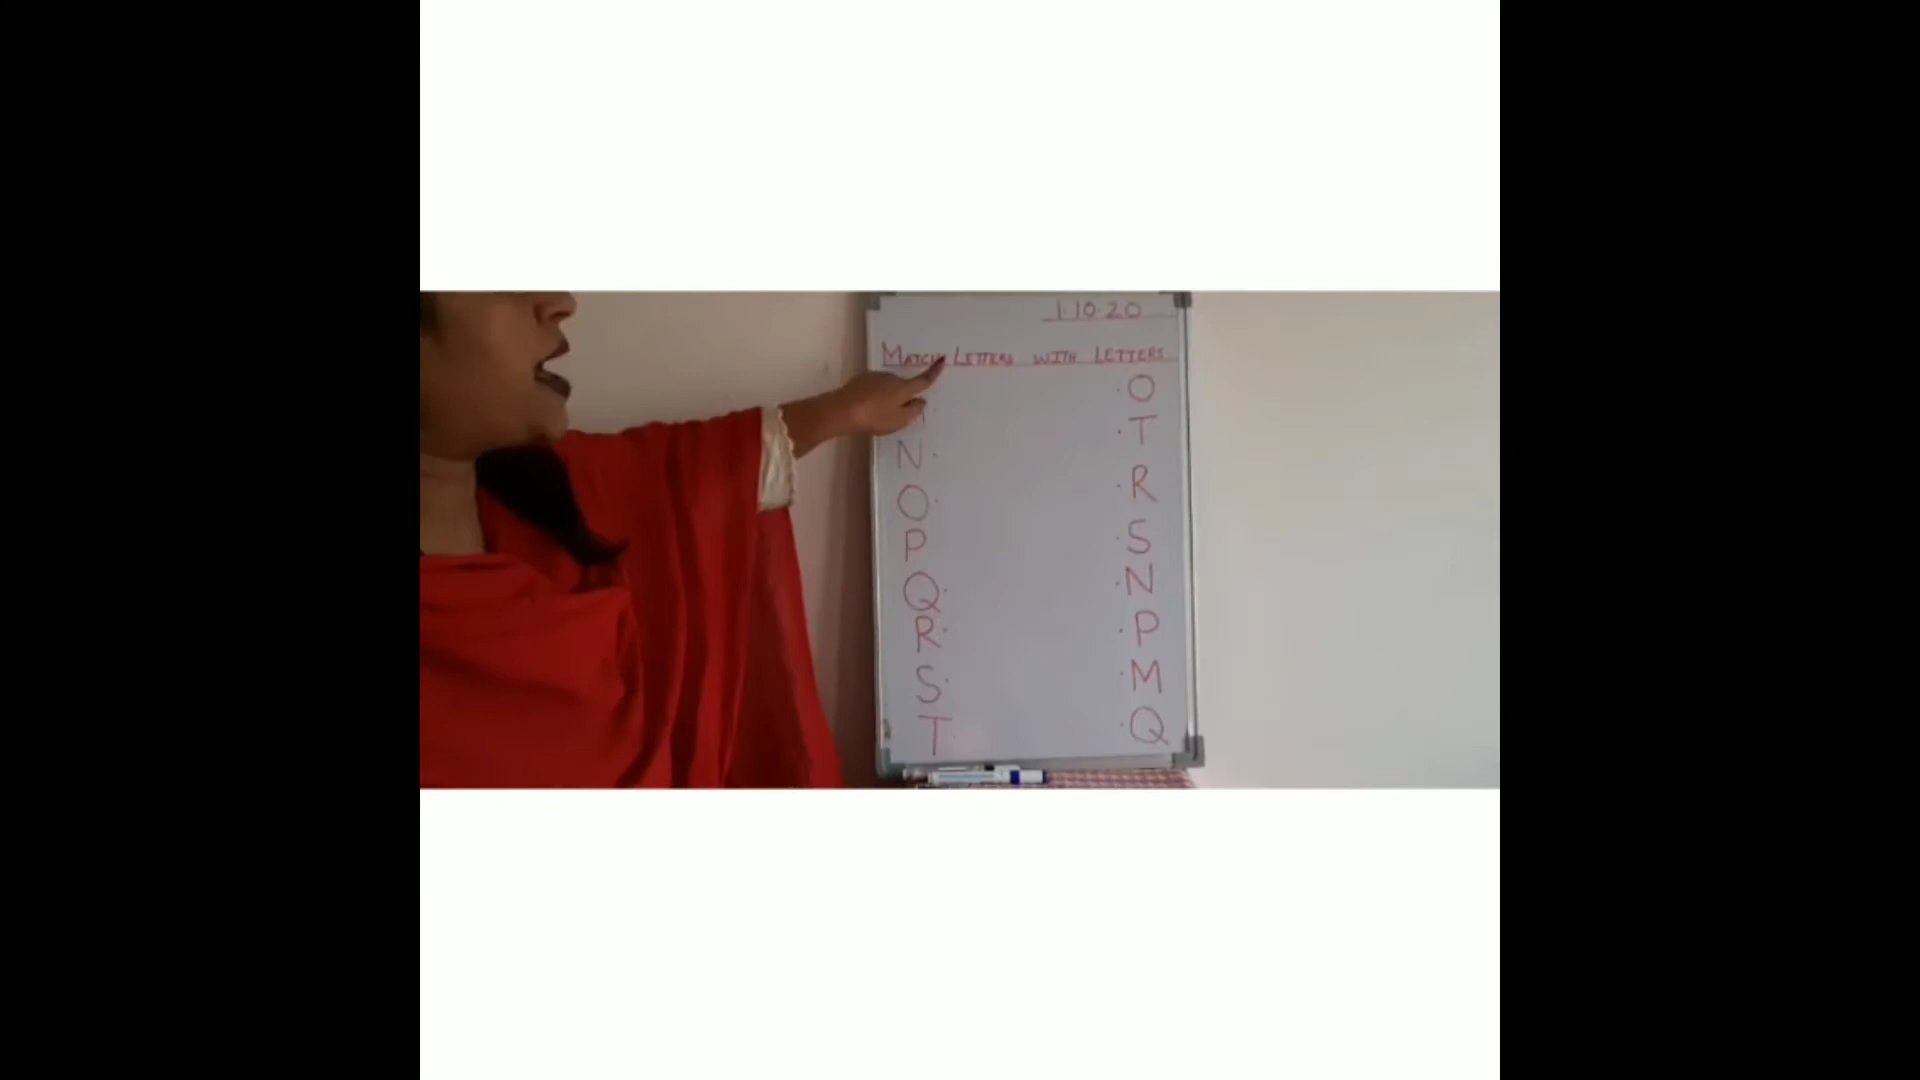 1.10.20
MATCH LETTERS WITH LETTERS
O
T
N R
O S
P N
Q P
R M
S Q
T